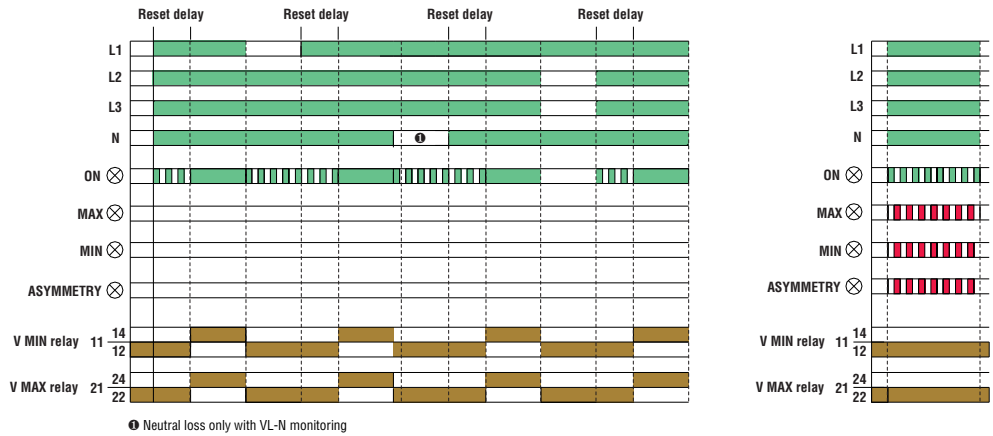 Reset delay Reset delay Reset delay Reset delay
L1 L1
L2 L2
L3 L3
N ❶ N
ON ON
MAX MAX
MIN MIN
ASYMMETRY ASYMMETRY
V MIN relay 11 14 12 V MIN relay 11 14 12
V MAX relay 21 24 22 V MAX relay 21 24 22
❶ Neutral loss only with VL-N monitoring